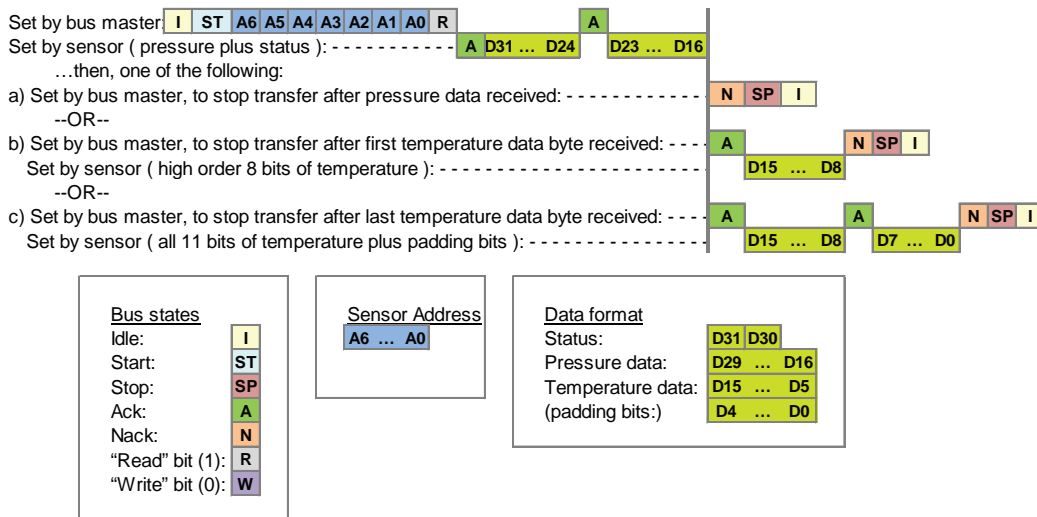 Set by bus master: I ST A6 A5 A4 A3 A2 A1 A0 R A
Set by sensor ( pressure plus status ): - - - - - - - - - - - A D31 … D24 D23 … D16
…then, one of the following:
a) Set by bus master, to stop transfer after pressure data received: - - - - - - - - - - - - - N SP I
--OR--
b) Set by bus master, to stop transfer after first temperature data byte received: - - - - A N SP I
Set by sensor ( high order 8 bits of temperature ): - - - - - - - - - - - - - - - - - - - - - - - - D15 … D8
--OR--
c) Set by bus master, to stop transfer after last temperature data byte received: - - - - A A N SP I
Set by sensor ( all 11 bits of temperature plus padding bits ): - - - - - - - - - - - - - - - - D15 … D8 D7 … D0
Bus states
Idle: I
Start: ST
Stop: SP
Ack: A
Nack: N
“Read” bit (1): R
“Write” bit (0): W
Sensor Address
A6 … A0
Data format
Status: D31 D30
Pressure data: D29 … D16
Temperature data: D15 … D5
(padding bits:) D4 … D0